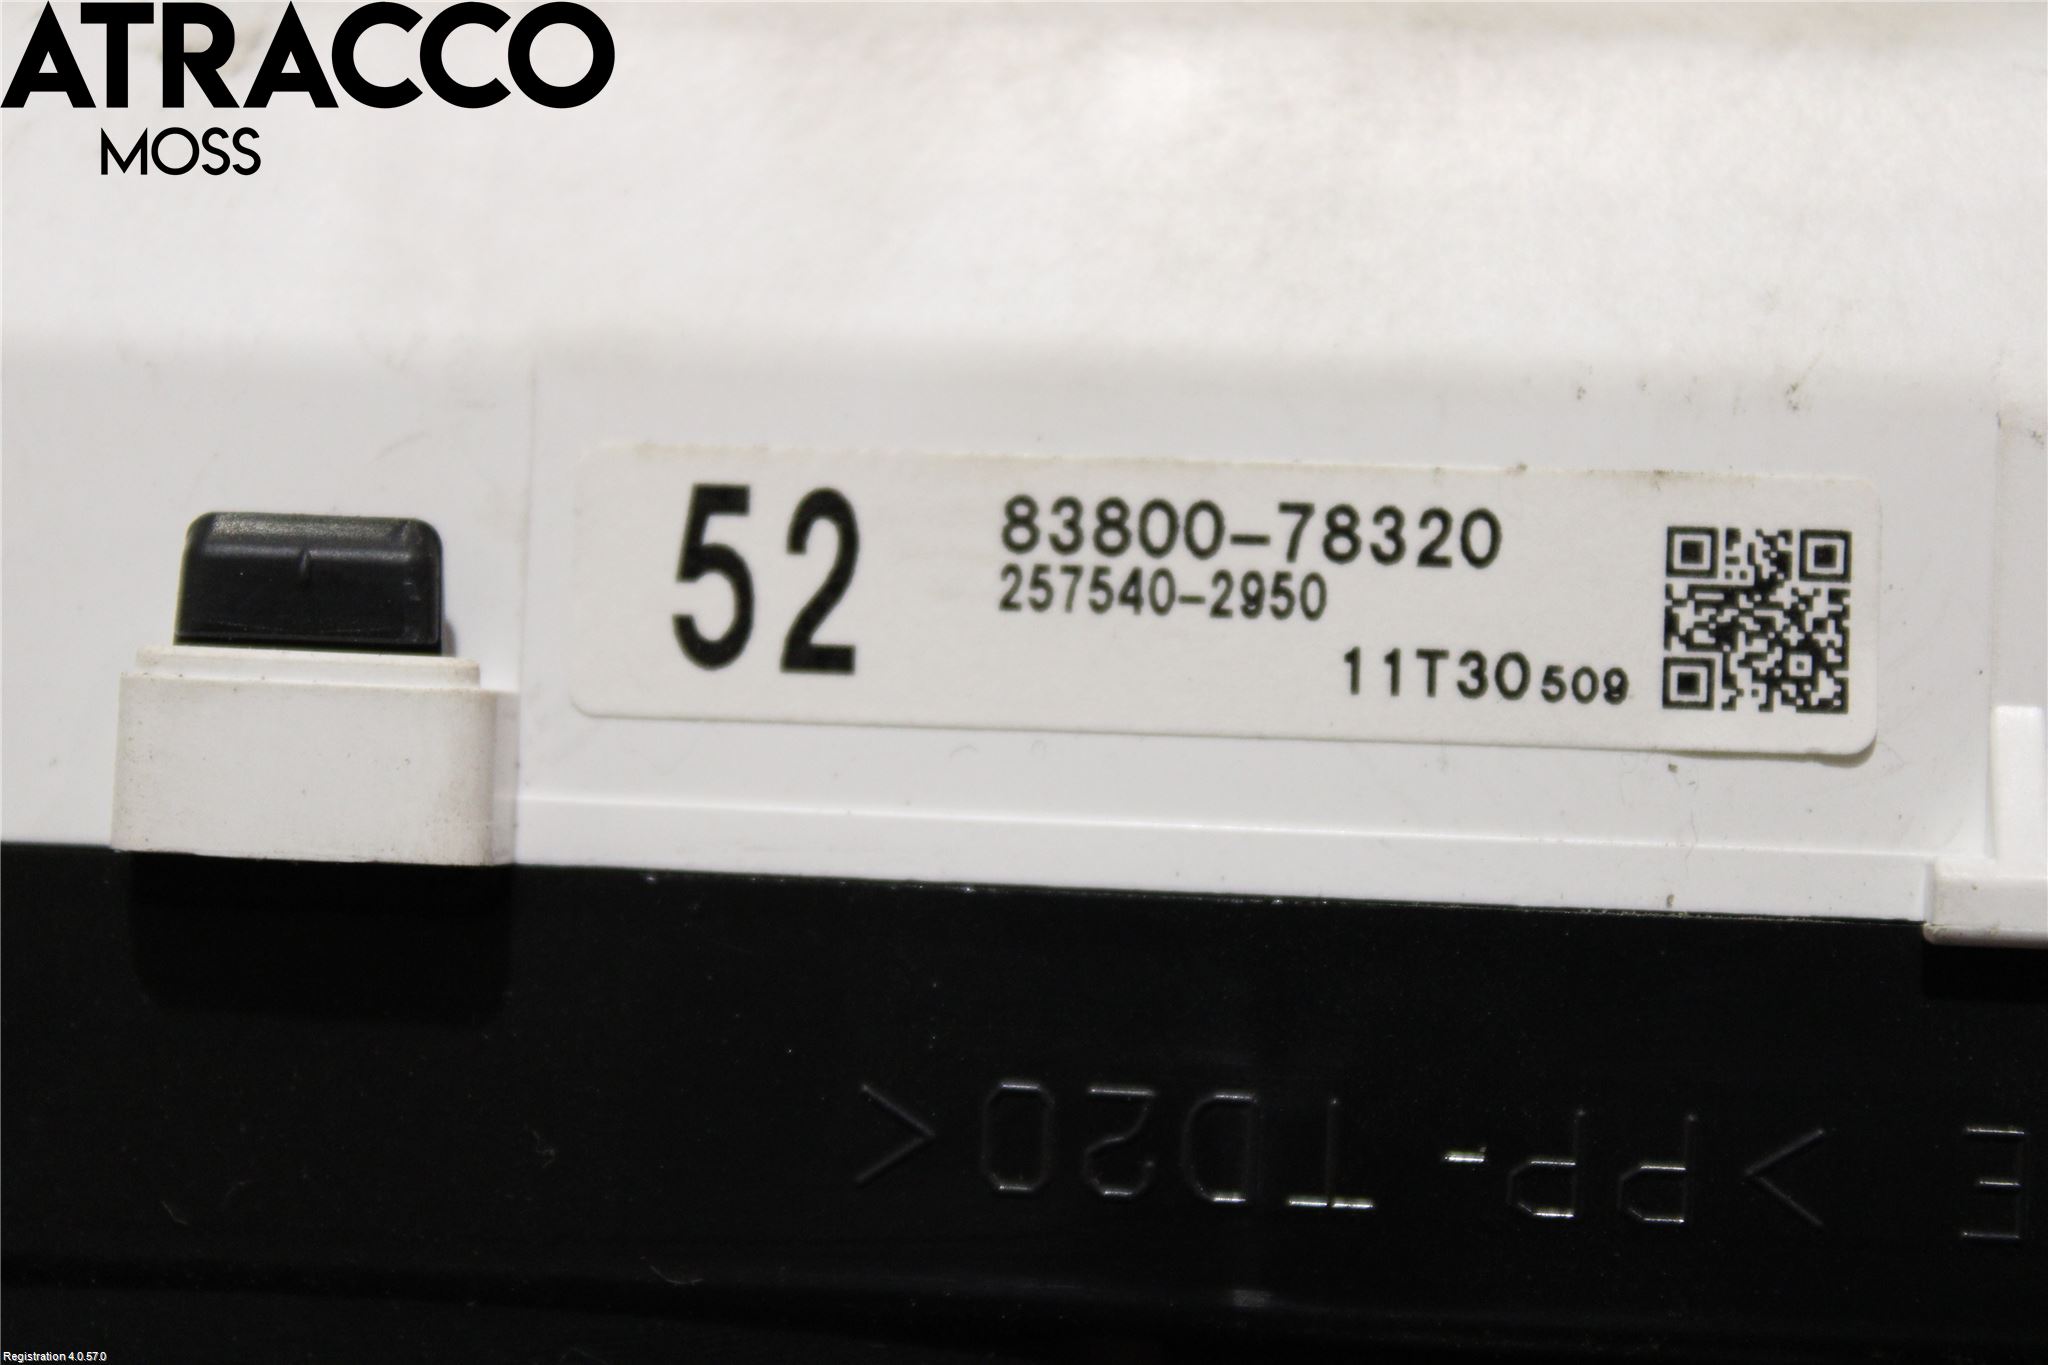 ATRACCO
MOSS
52
83800-78320
257540-2950
11T30509
>PP-TD20<
E
Registration 4.0.57.0